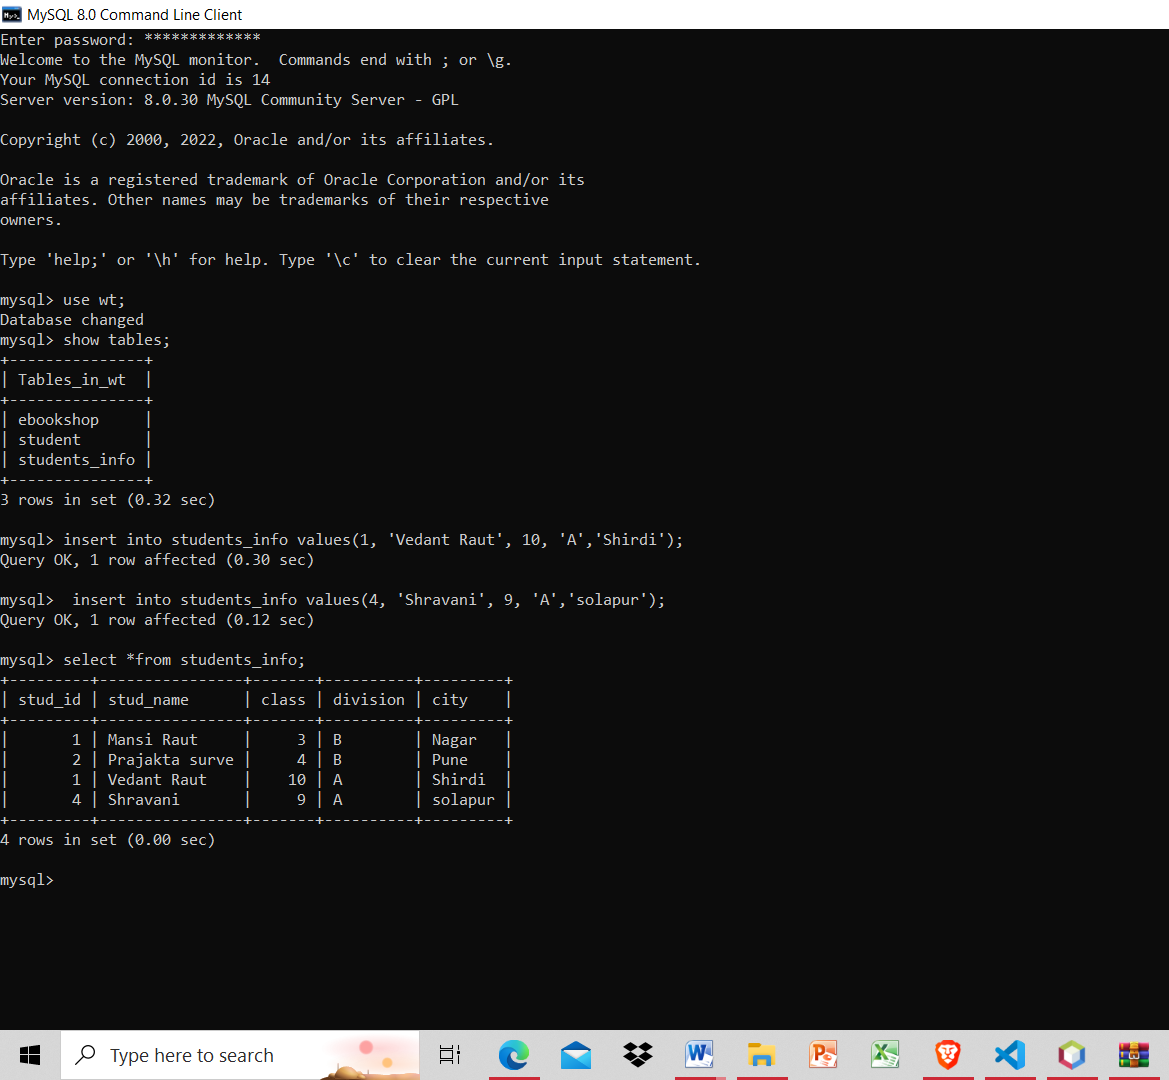 MySQL 8.0 Command Line Client
Enter password: *************
Welcome to the MySQL monitor.  Commands end with ; or \g.
Your MySQL connection id is 14
Server version: 8.0.30 MySQL Community Server - GPL
Copyright (c) 2000, 2022, Oracle and/or its affiliates.
Oracle is a registered trademark of Oracle Corporation and/or its
affiliates. Other names may be trademarks of their respective
owners.
Type 'help;' or '\h' for help. Type '\c' to clear the current input statement.
mysql> use wt;
Database changed
mysql> show tables;
+---------------+
| Tables_in_wt  |
+---------------+
| ebookshop     |
| student       |
| students_info |
+---------------+
3 rows in set (0.32 sec)
mysql> insert into students_info values(1, 'Vedant Raut', 10, 'A','Shirdi');
Query OK, 1 row affected (0.30 sec)
mysql>  insert into students_info values(4, 'Shravani', 9, 'A','solapur');
Query OK, 1 row affected (0.12 sec)
mysql> select *from students_info;
+---------+----------------+-------+----------+---------+
| stud_id | stud_name      | class | division | city    |
+---------+----------------+-------+----------+---------+
|       1 | Mansi Raut     |     3 | B        | Nagar   |
|       2 | Prajakta surve |     4 | B        | Pune    |
|       1 | Vedant Raut    |    10 | A        | Shirdi  |
|       4 | Shravani       |     9 | A        | solapur |
+---------+----------------+-------+----------+---------+
4 rows in set (0.00 sec)
mysql>
Type here to search